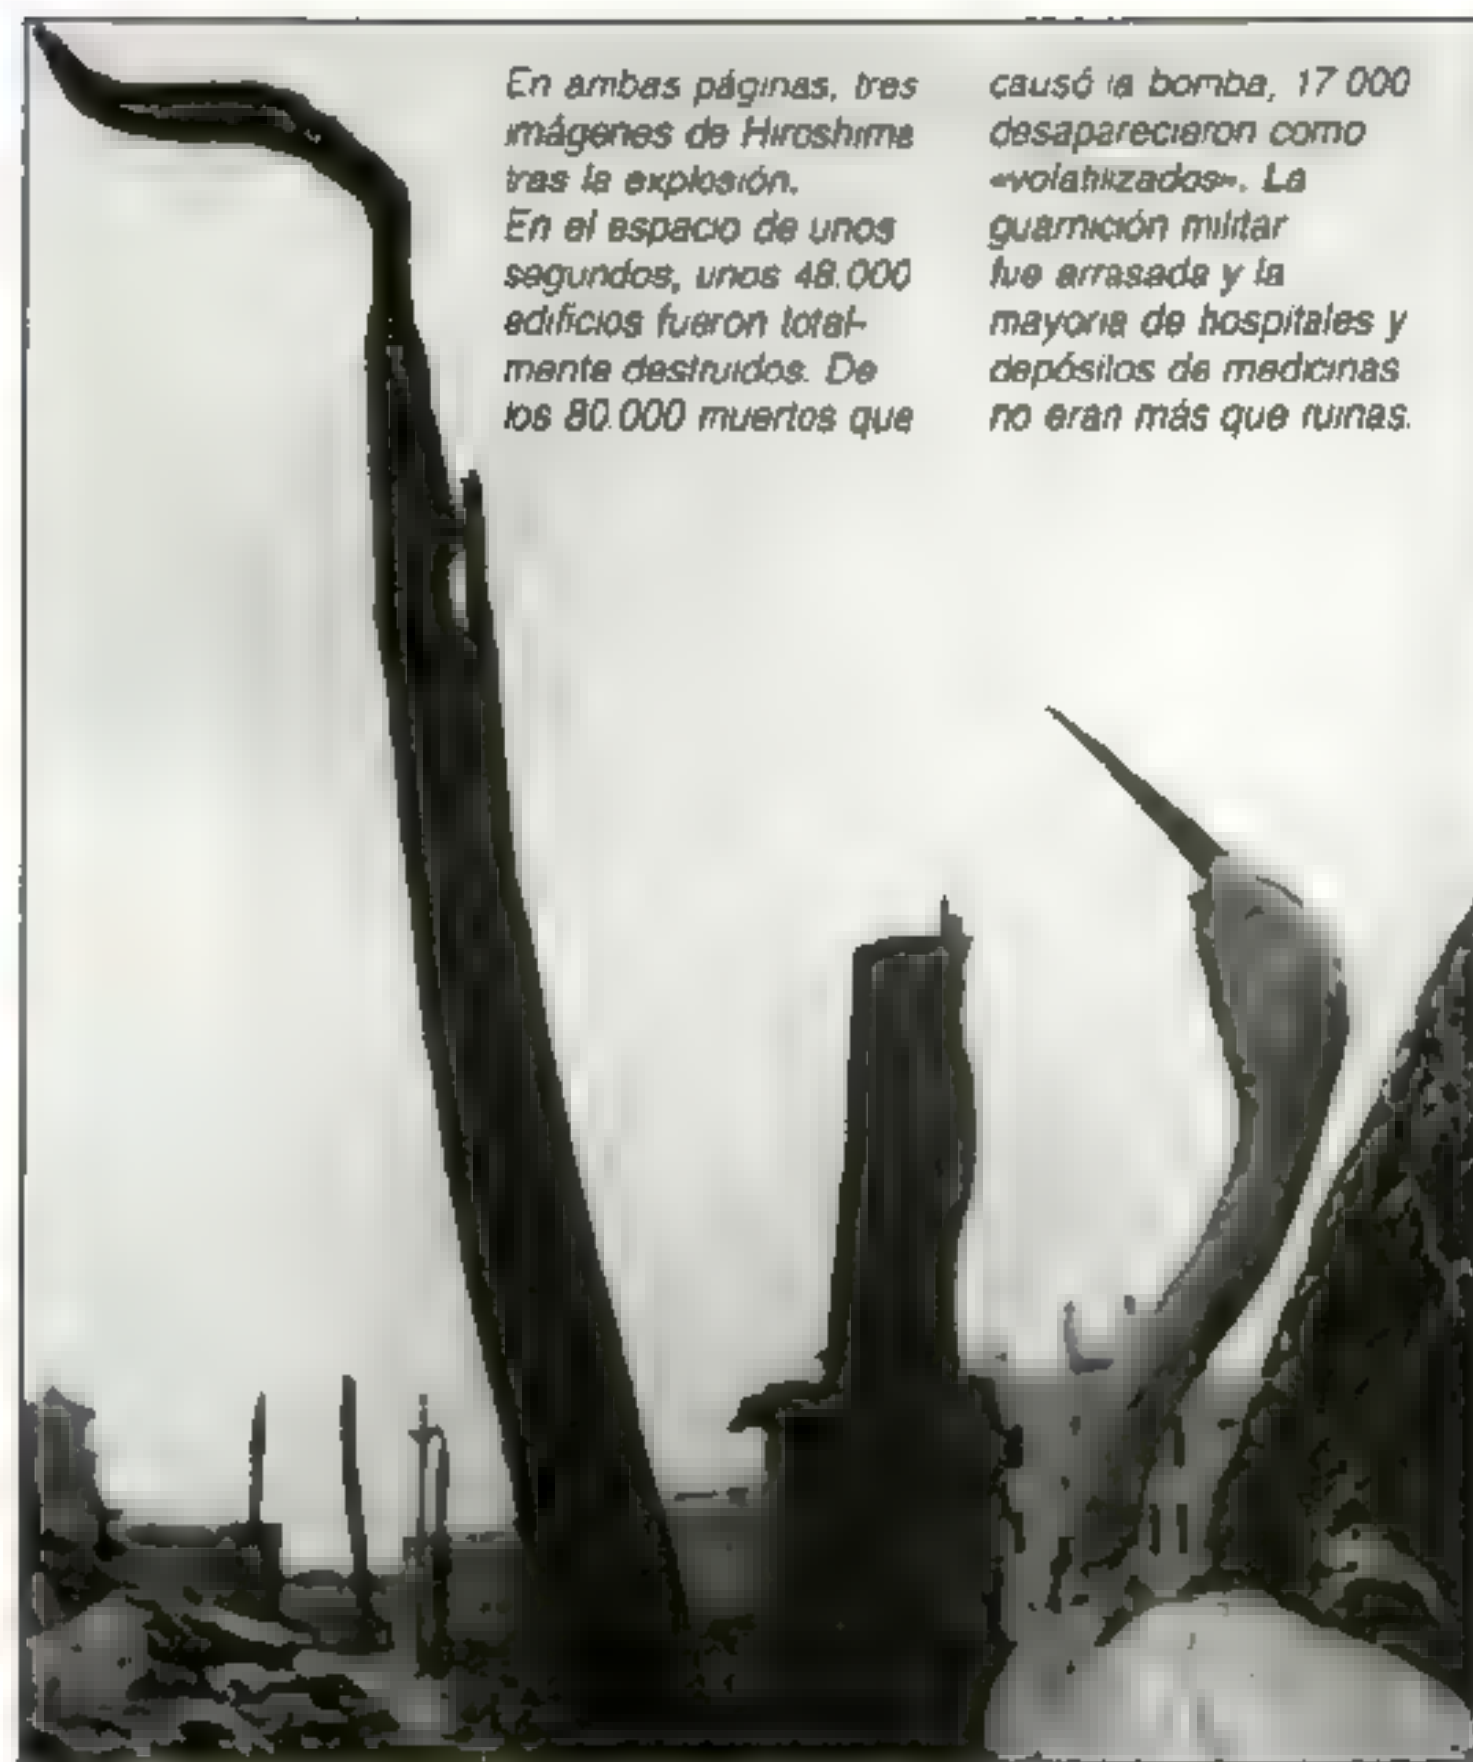 En ambas páginas, tres
imágenes de Hiroshima
tras la explosión.
En el espacio de unos
segundos, unos 48.000
edificios fueron total-
mente destruidos. De
los 80.000 muertos que
causó la bomba, 17 000
desaparecieron como
«volatilizados». La
guarnición militar
fue arrasada y la
mayoría de hospitales y
depósitos de medicinas
no eran más que ruinas.